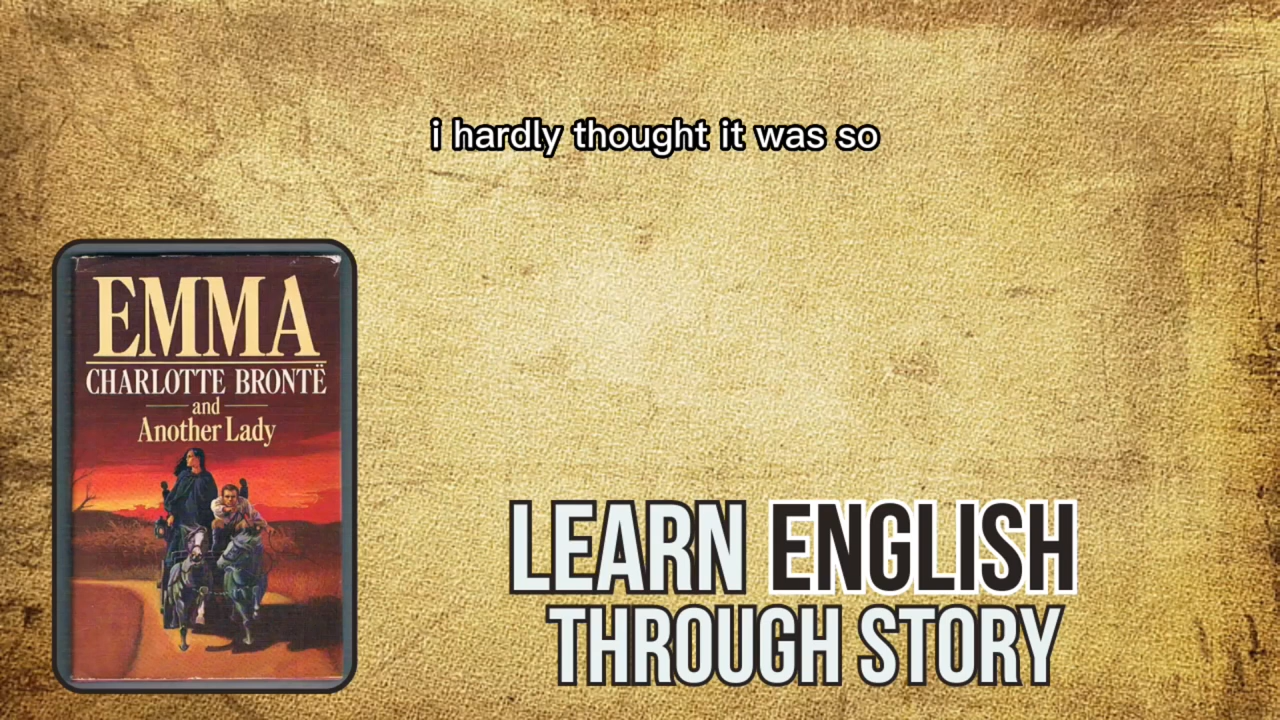 i hardly thought it was so
EMMA
CHARLOTTE BRONTË
and
Another Lady
LEARN ENGLISH
THROUGH STORY